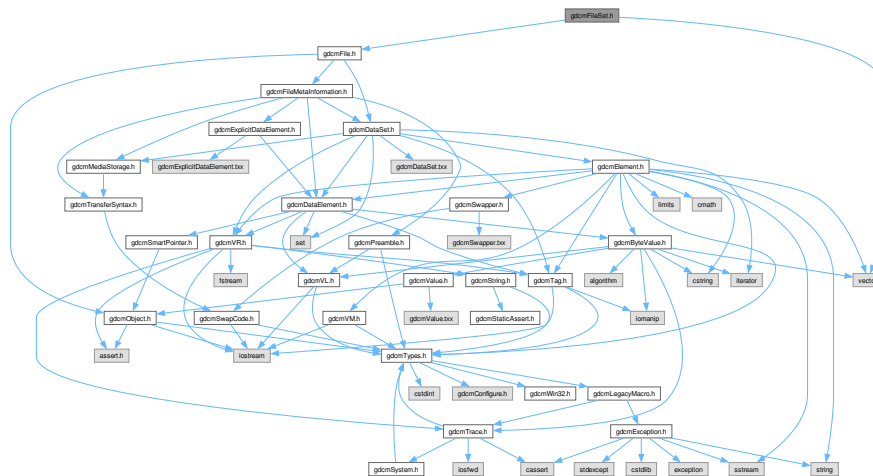 gdcmFileSet.h
gdcmFile.h
gdcmFileMetaInformation.h
gdcmExplicitDataElement.h
gdcmDataSet.h
gdcmMediaStorage.h
gdcmExplicitDataElement.txx
gdcmDataSet.txx
gdcmElement.h
gdcmTransferSyntax.h
gdcmDataElement.h
gdcmSwapper.h
limits
cmath
gdcmSmartPointer.h
gdcmVR.h
set
gdcmPreamble.h
gdcmSwapper.txx
gdcmByteValue.h
fstream
gdcmVL.h
gdcmValue.h
gdcmString.h
gdcmTag.h
algorithm
cstring
iterator
vector
gdcmObject.h
gdcmSwapCode.h
gdcmVM.h
gdcmValue.txx
gdcmStaticAssert.h
iomanip
assert.h
iostream
gdcmTypes.h
cstdint
gdcmConfigure.h
gdcmWin32.h
gdcmLegacyMacro.h
gdcmTrace.h
gdcmException.h
gdcmSystem.h
iosfwd
cassert
stdexcept
cstdlib
exception
sstream
string